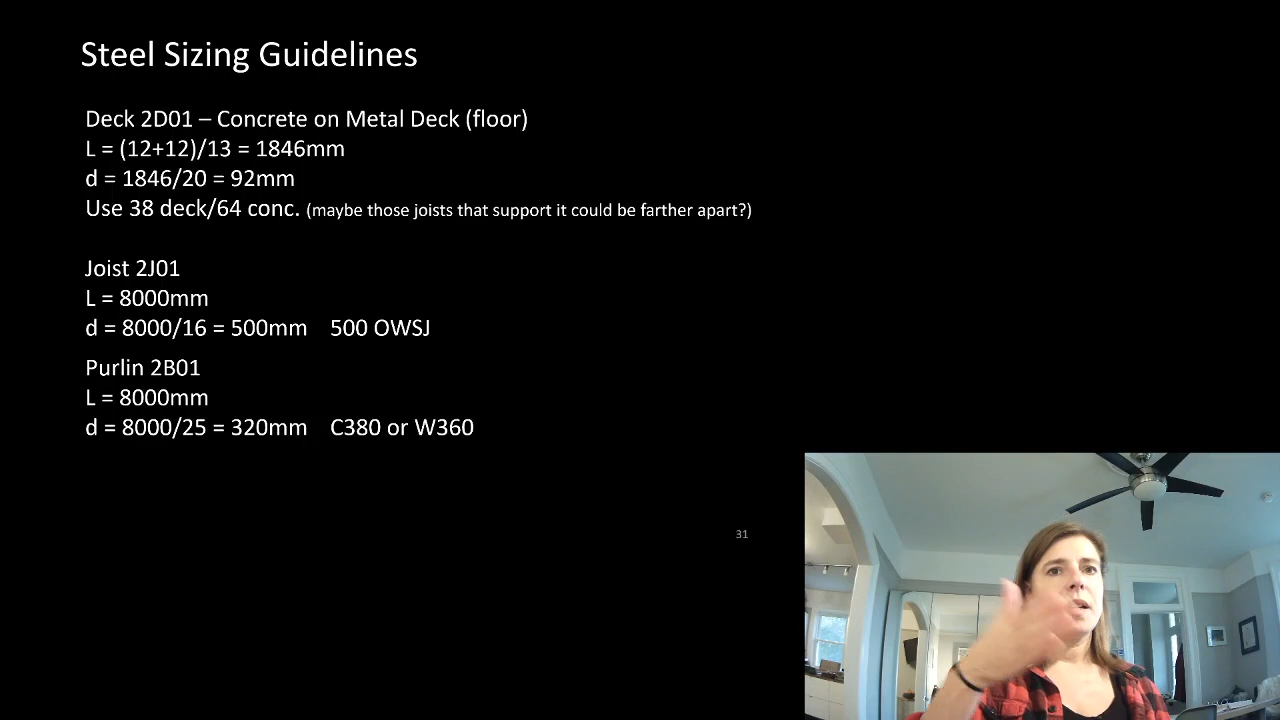 Steel Sizing Guidelines
Deck 2D01 – Concrete on Metal Deck (floor)
L = (12+12)/13 = 1846mm
d = 1846/20 = 92mm
Use 38 deck/64 conc. (maybe those joists that support it could be farther apart?)
Joist 2J01
L = 8000mm
d = 8000/16 = 500mm 500 OWSJ
Purlin 2B01
L = 8000mm
d = 8000/25 = 320mm C380 or W360
31